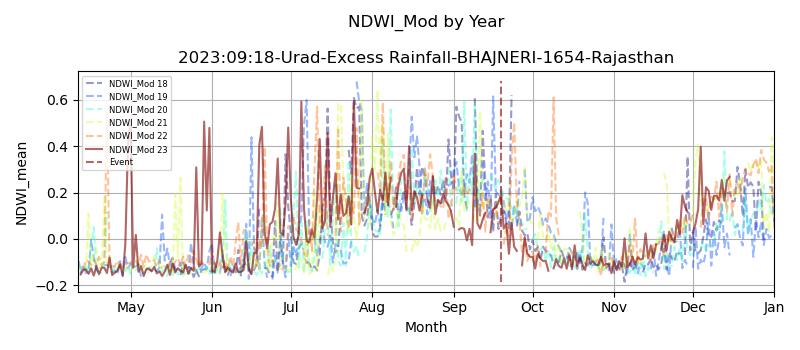 NDWI_Mod by Year
2023:09:18-Urad-Excess Rainfall-BHAJNERI-1654-Rajasthan
NDWI_Mod 18
NDWI_Mod 19
NDWI_Mod 20
NDWI_Mod 21
NDWI_Mod 22
NDWI_Mod 23
Event
NDWI_mean
0.6
0.4
0.2
0.0
−0.2
May Jun Jul Aug Sep Oct Nov Dec Jan
Month